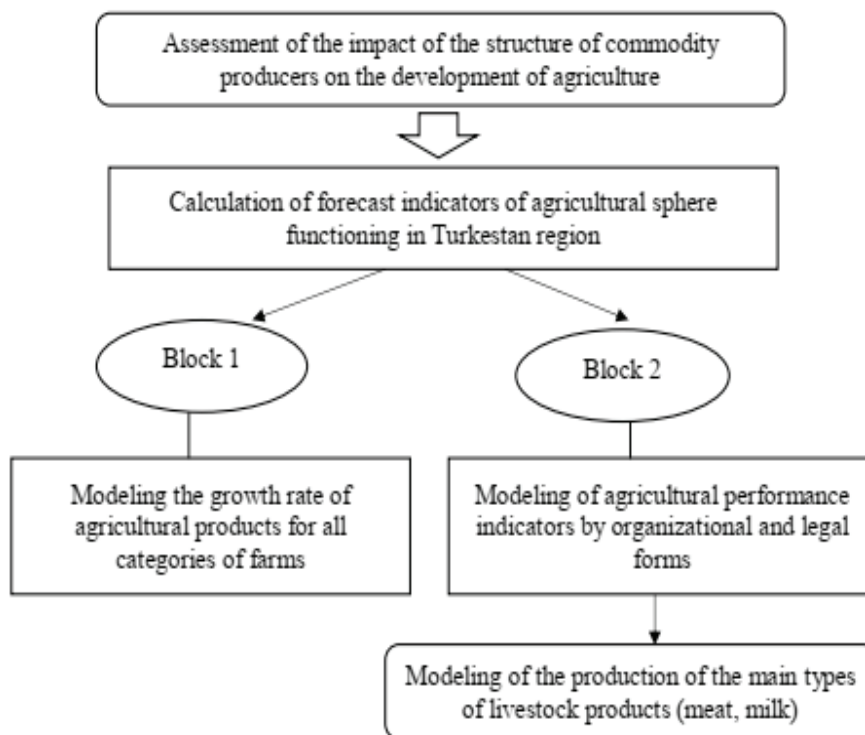 Assessment of the impact of the structure of commodity
producers on the development of agriculture
Calculation of forecast indicators of agricultural sphere
functioning in Turkestan region
Block 1
Block 2
Modeling the growth rate of
agricultural products for all
categories of farms
Modeling of agricultural performance
indicators by organizational and legal
forms
Modeling of the production of the main types
of livestock products (meat, milk)